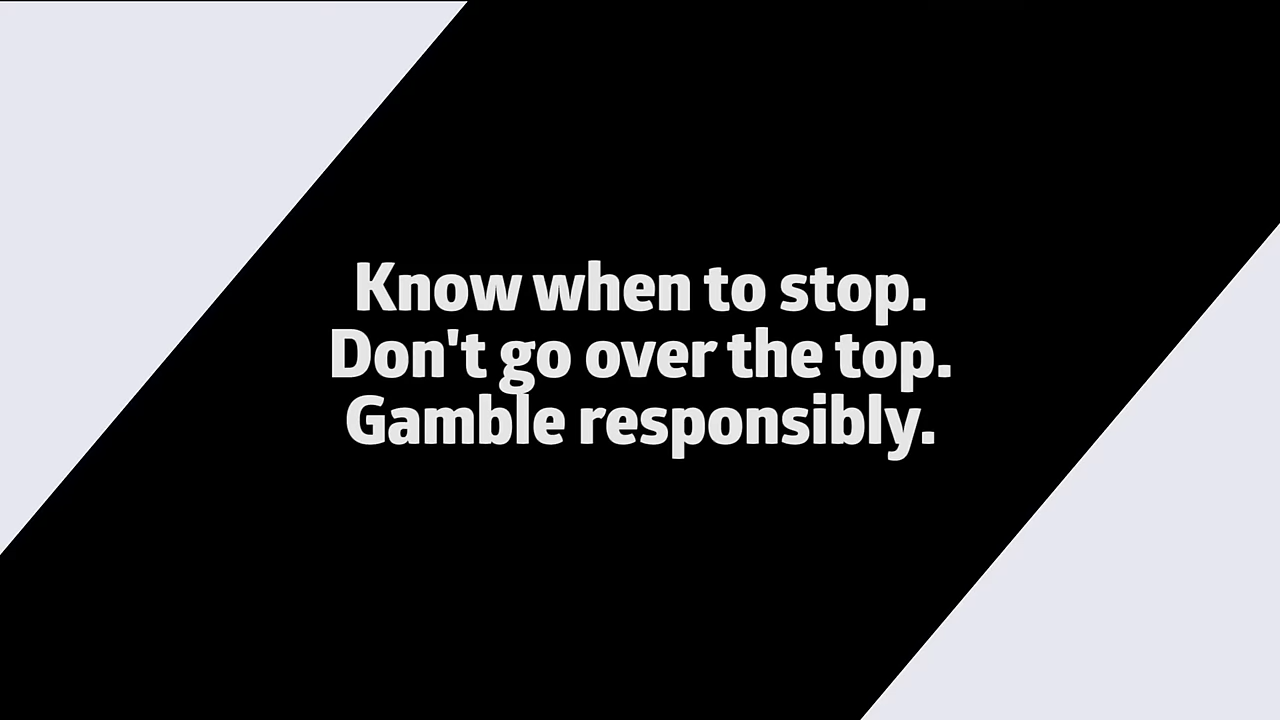 Know when to stop.
Don't go over the top.
Gamble responsibly.